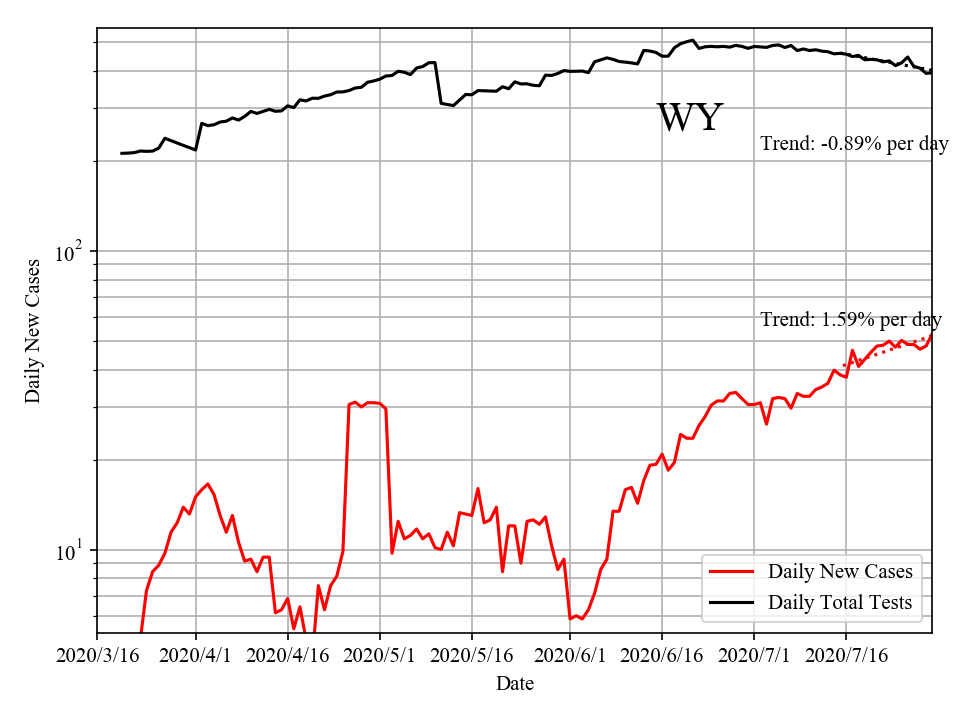 WY
Trend: -0.89% per day
10²
Daily New Cases
Trend: 1.59% per day
10¹
Daily New Cases
Daily Total Tests
2020/3/16 2020/4/1 2020/4/16 2020/5/1 2020/5/16 2020/6/1 2020/6/16 2020/7/1 2020/7/16
Date